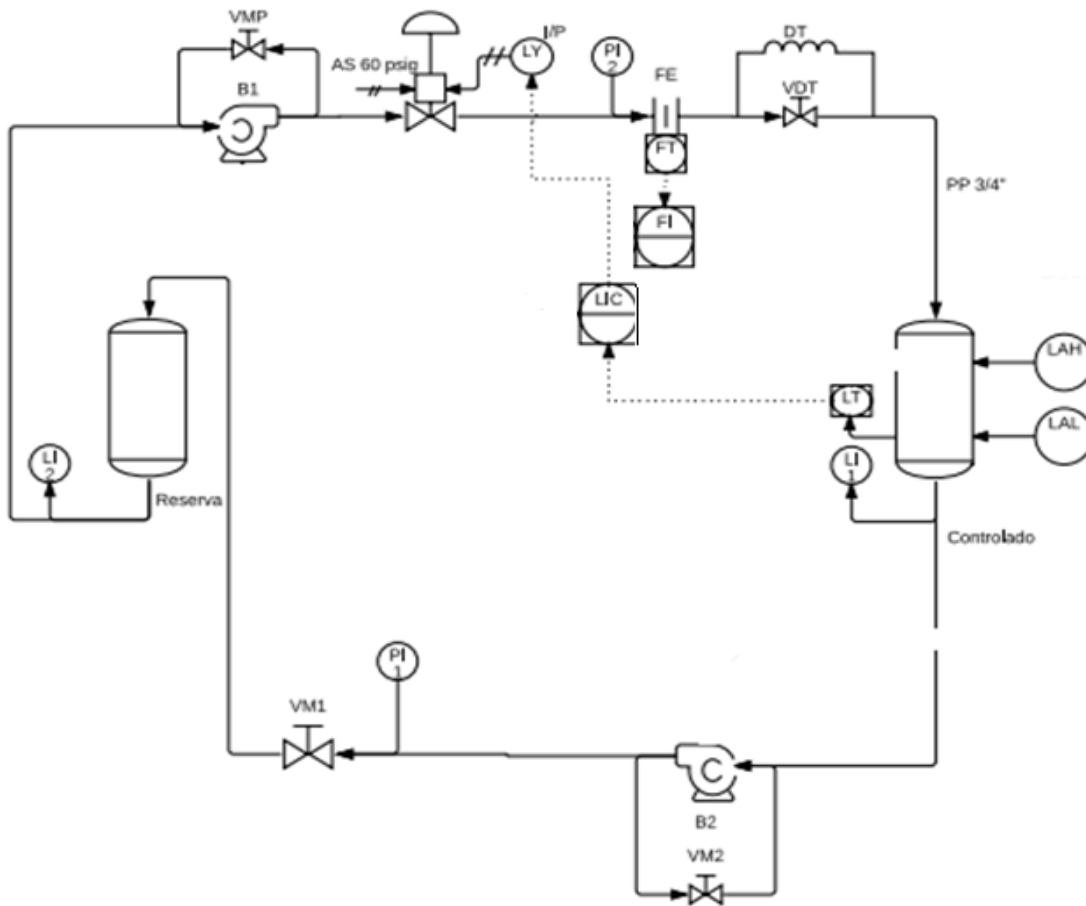 VMP
B1
AS 60 psig
I/P
LY
PI
2
FE
FT
FI
DT
VDT
PP 3/4"
LIC
LT
LAH
LAL
LI
1
Controlado
LI
2
Reserva
PI
1
VM1
B2
VM2